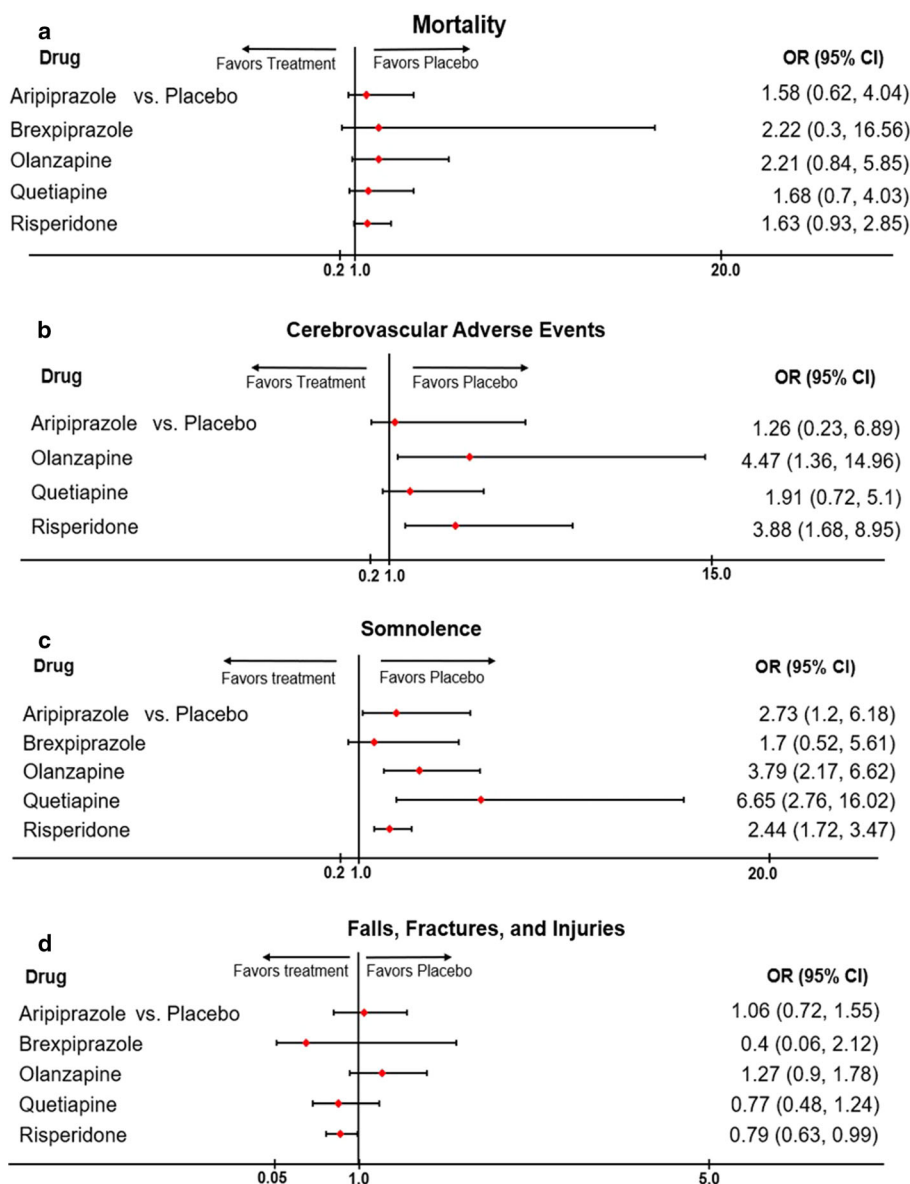 a
Mortality
Drug Favors Treatment Favors Placebo OR (95% CI)
Aripiprazole vs. Placebo 1.58 (0.62, 4.04)
Brexpiprazole 2.22 (0.3, 16.56)
Olanzapine 2.21 (0.84, 5.85)
Quetiapine 1.68 (0.7, 4.03)
Risperidone 1.63 (0.93, 2.85)
0.2 1.0 20.0
b
Cerebrovascular Adverse Events
Drug Favors Treatment Favors Placebo OR (95% CI)
Aripiprazole vs. Placebo 1.26 (0.23, 6.89)
Olanzapine 4.47 (1.36, 14.96)
Quetiapine 1.91 (0.72, 5.1)
Risperidone 3.88 (1.68, 8.95)
0.2 1.0 15.0
c
Somnolence
Drug Favors treatment Favors Placebo OR (95% CI)
Aripiprazole vs. Placebo 2.73 (1.2, 6.18)
Brexpiprazole 1.7 (0.52, 5.61)
Olanzapine 3.79 (2.17, 6.62)
Quetiapine 6.65 (2.76, 16.02)
Risperidone 2.44 (1.72, 3.47)
0.2 1.0 20.0
d
Falls, Fractures, and Injuries
Drug Favors treatment Favors Placebo OR (95% CI)
Aripiprazole vs. Placebo 1.06 (0.72, 1.55)
Brexpiprazole 0.4 (0.06, 2.12)
Olanzapine 1.27 (0.9, 1.78)
Quetiapine 0.77 (0.48, 1.24)
Risperidone 0.79 (0.63, 0.99)
0.05 1.0 5.0